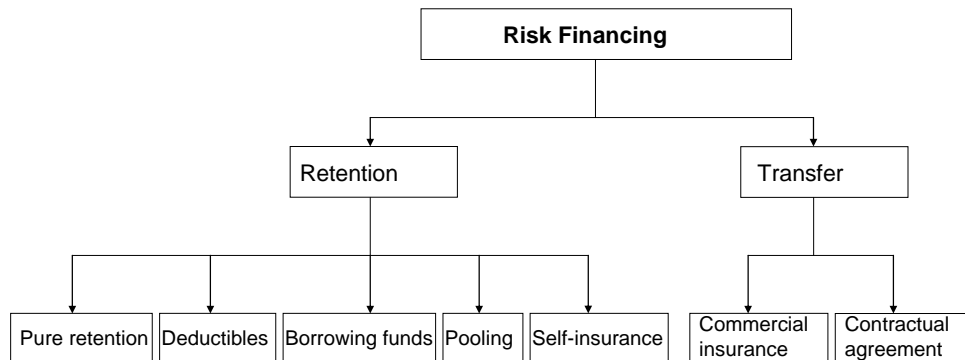 Risk Financing
Retention
Transfer
Pure retention
Deductibles
Borrowing funds
Pooling
Self-insurance
Commercial
insurance
Contractual
agreement